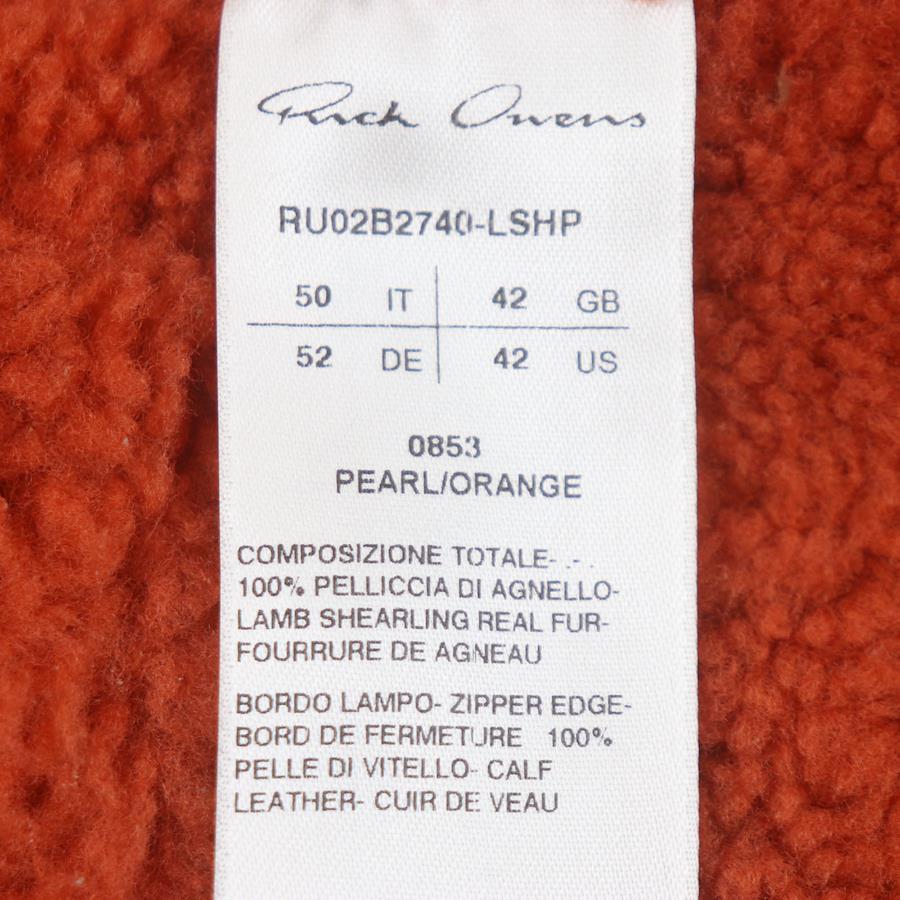 Rick Owens
RU02B2740-LSHP
50 IT 42 GB
52 DE 42 US
0853
PEARL/ORANGE
COMPOSIZIONE TOTALE- .- .
100% PELLICCIA DI AGNELLO-
LAMB SHEARLING REAL FUR-
FOURRURE DE AGNEAU
BORDO LAMPO- ZIPPER EDGE-
BORD DE FERMETURE 100%
PELLE DI VITELLO- CALF
LEATHER- CUIR DE VEAU